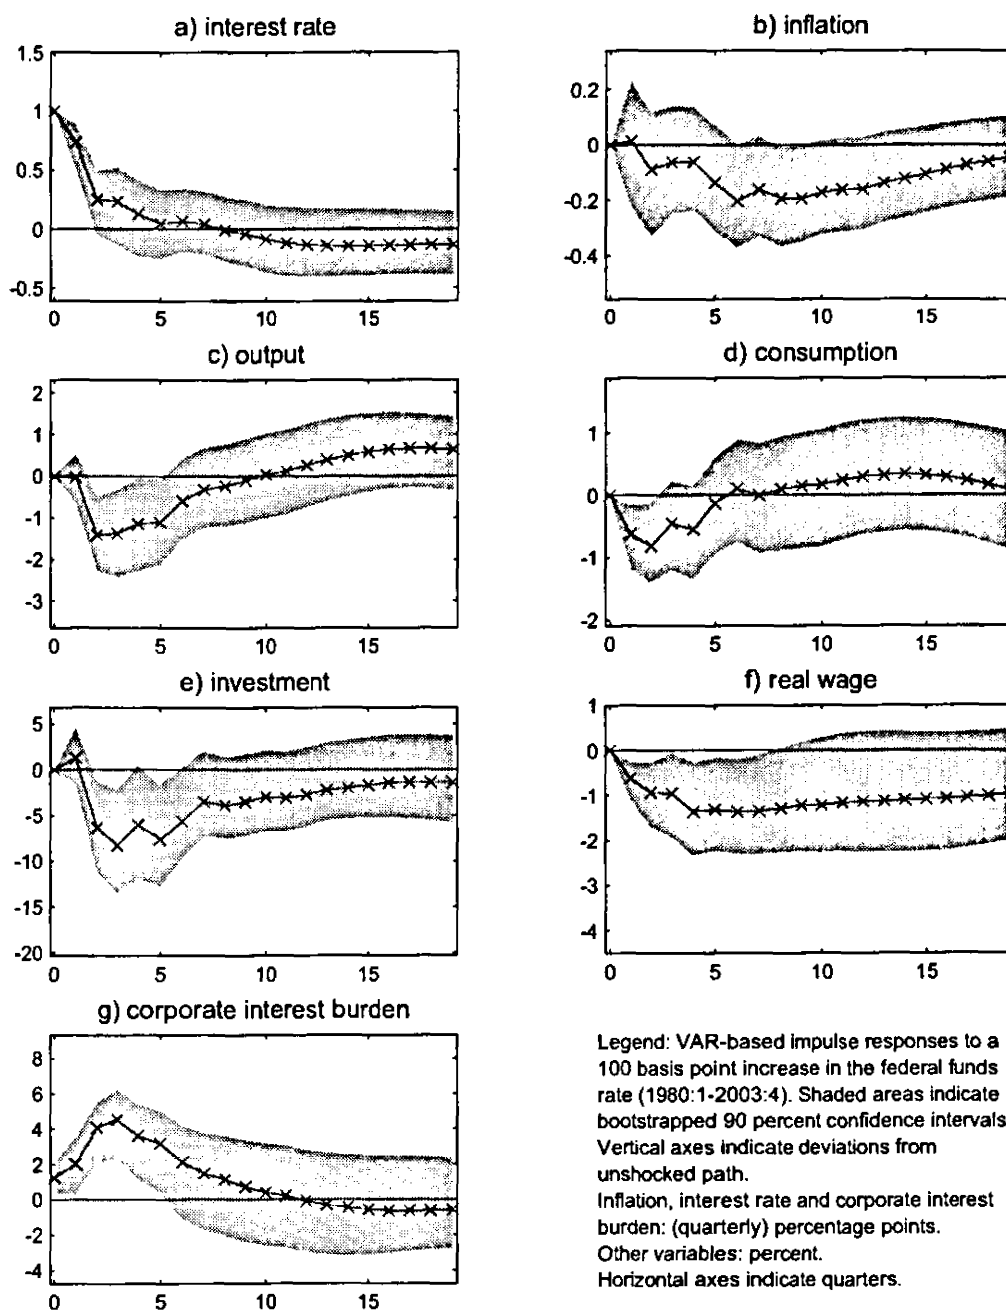 a) interest rate
1.5
1
0.5
0
-0.5
0 5 10 15
b) inflation
0.2
0
-0.2
-0.4
0 5 10 15
c) output
2
1
0
-1
-2
-3
0 5 10 15
d) consumption
1
0
-1
-2
0 5 10 15
e) investment
5
0
-5
-10
-15
-20
0 5 10 15
f) real wage
1
0
-1
-2
-3
-4
0 5 10 15
g) corporate interest burden
8
6
4
2
0
-2
-4
0 5 10 15
Legend: VAR-based impulse responses to a
100 basis point increase in the federal funds
rate (1980:1-2003:4). Shaded areas indicate
bootstrapped 90 percent confidence intervals
Vertical axes indicate deviations from
unshocked path.
Inflation, interest rate and corporate interest
burden: (quarterly) percentage points.
Other variables: percent.
Horizontal axes indicate quarters.